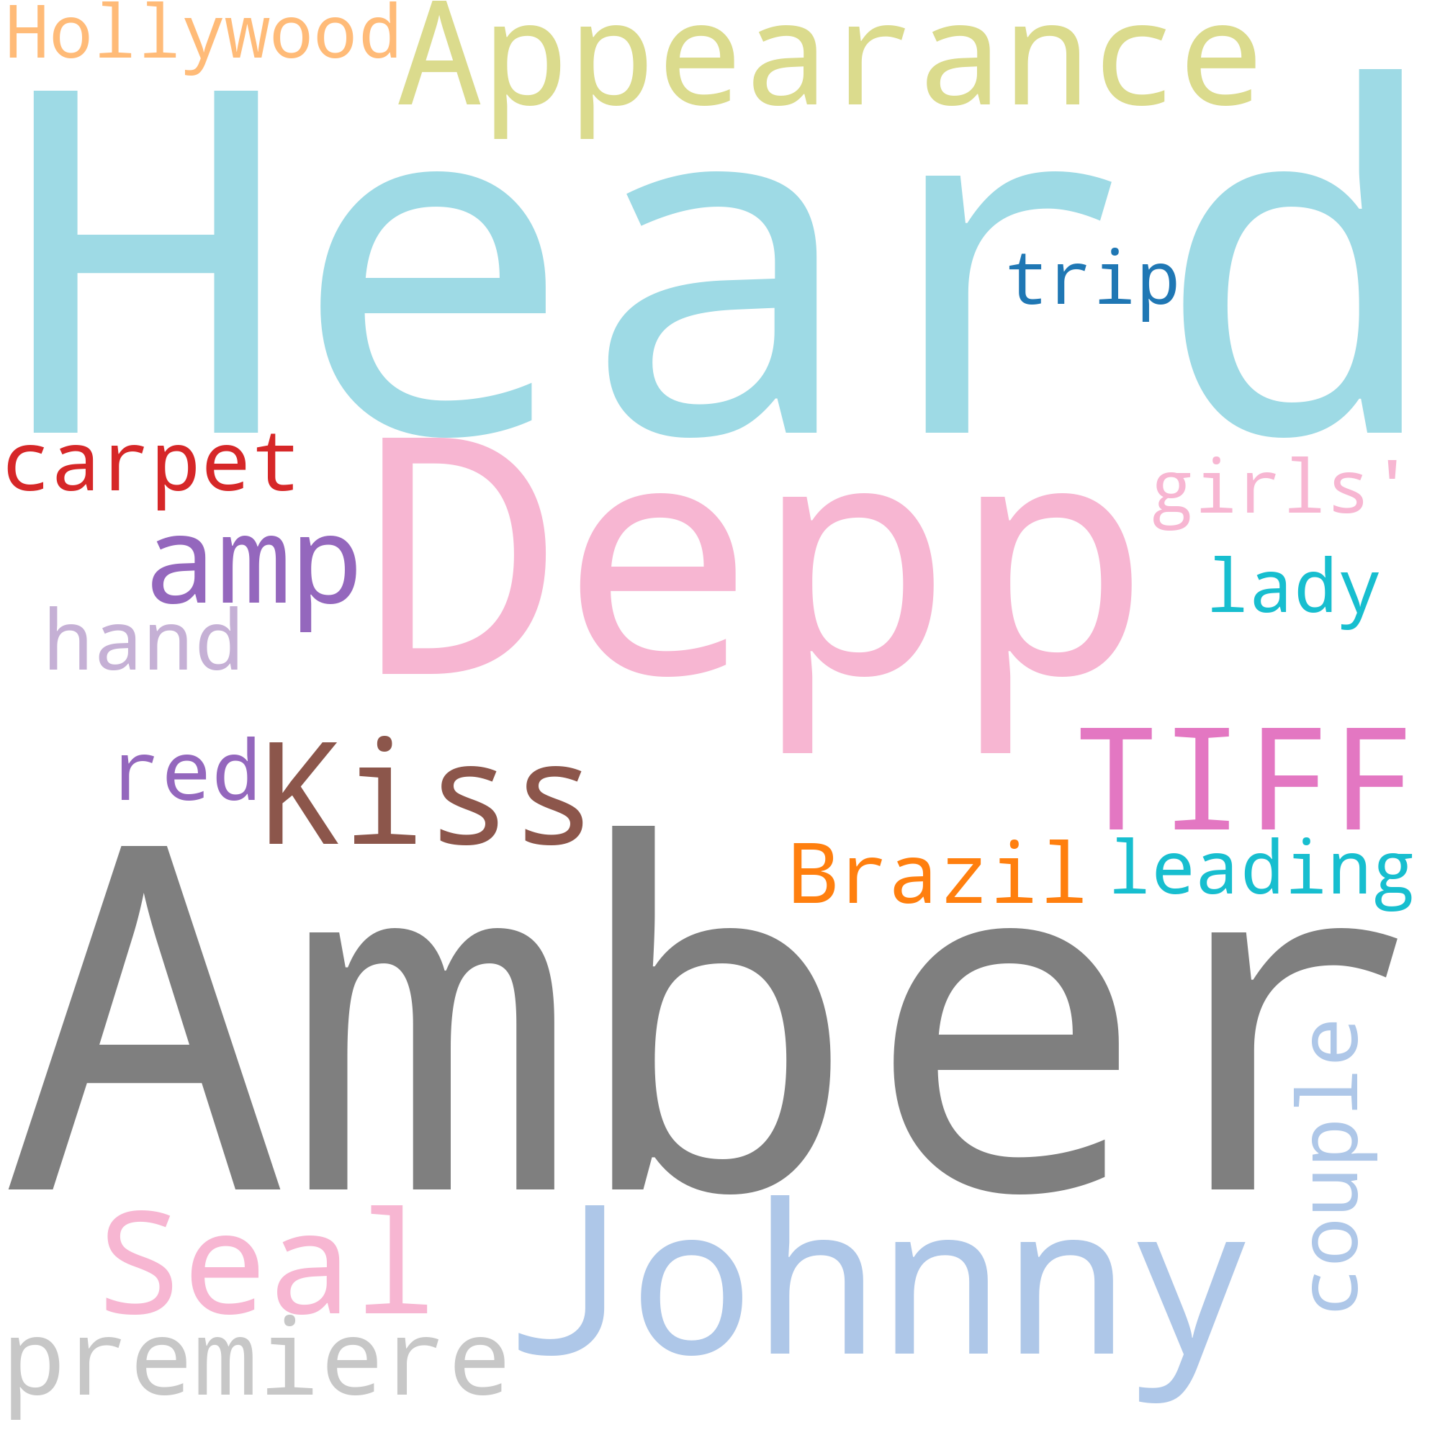 Hollywood Appearance
Heard
trip
carpet
Depp
girls'
amp
lady
hand
red
Kiss
TIFF
Brazil
leading
Amber
couple
Seal
Johnny
premiere